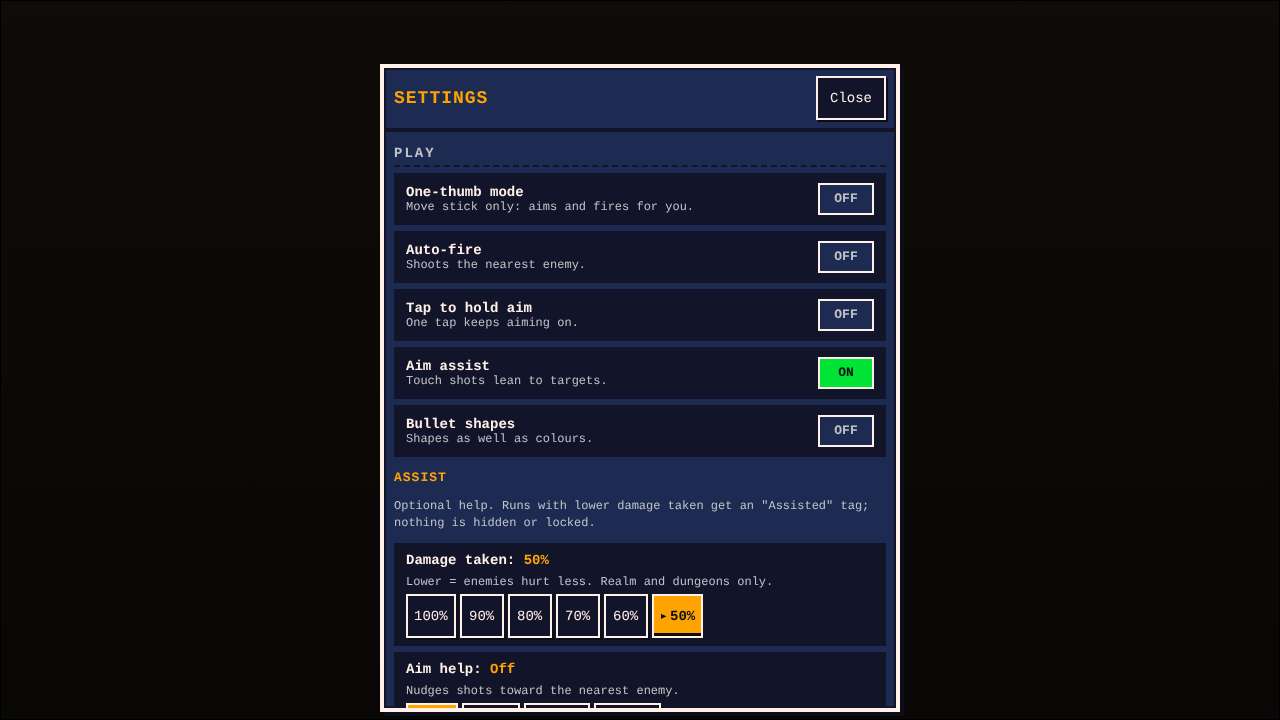 SETTINGS
Close
PLAY
One-thumb mode
Move stick only: aims and fires for you.
OFF
Auto-fire
Shoots the nearest enemy.
OFF
Tap to hold aim
One tap keeps aiming on.
OFF
Aim assist
Touch shots lean to targets.
ON
Bullet shapes
Shapes as well as colours.
OFF
ASSIST
Optional help. Runs with lower damage taken get an "Assisted" tag;
nothing is hidden or locked.
Damage taken: 50%
Lower = enemies hurt less. Realm and dungeons only.
100% 90% 80% 70% 60% ▸50%
Aim help: Off
Nudges shots toward the nearest enemy.